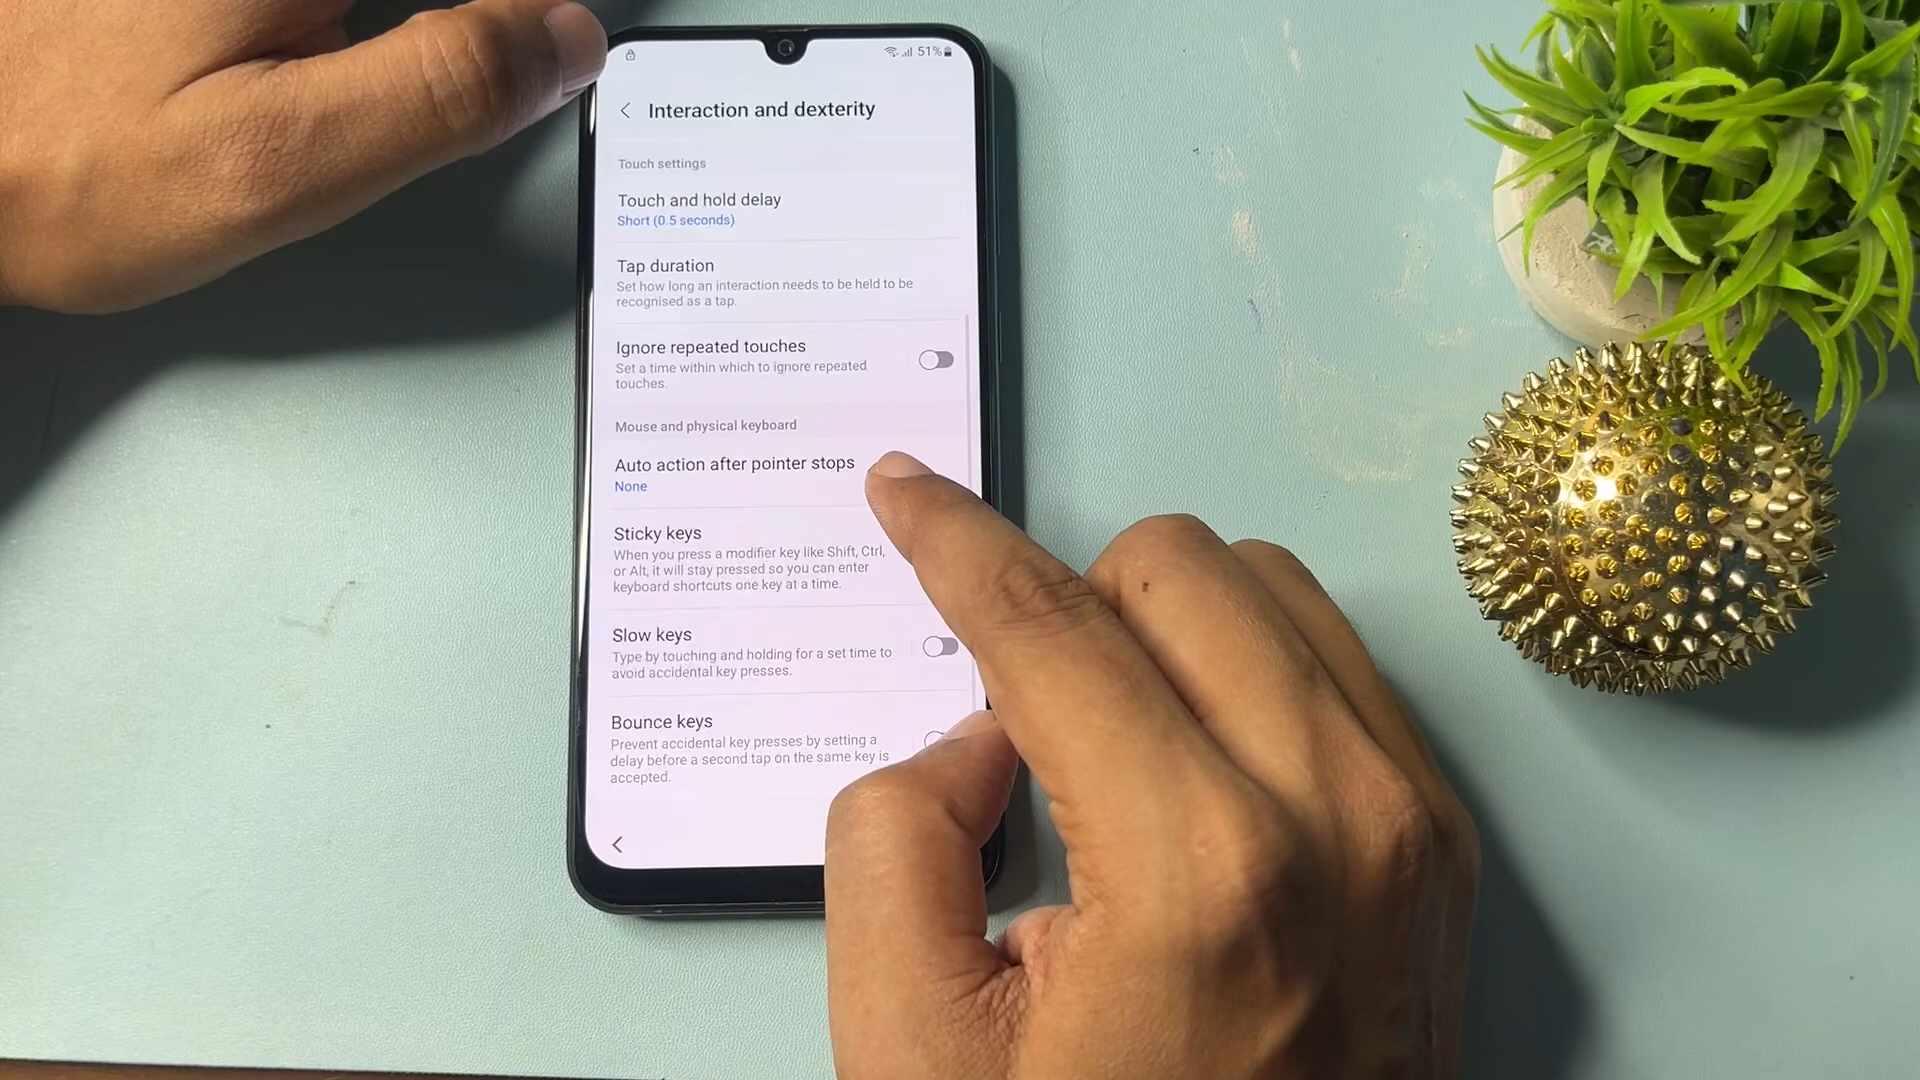 51%
Interaction and dexterity
Touch settings
Touch and hold delay
Short (0.5 seconds)
Tap duration
Set how long an interaction needs to be held to be
recognised as a tap.
Ignore repeated touches
Set a time within which to ignore repeated
touches.
Mouse and physical keyboard
Auto action after pointer stops
None
Sticky keys
When you press a modifier key like Shift, Ctrl,
or Alt, it will stay pressed so you can enter
keyboard shortcuts one key at a time.
Slow keys
Type by touching and holding for a set time to
avoid accidental key presses.
Bounce keys
Prevent accidental key presses by setting a
delay before a second tap on the same key is
accepted.